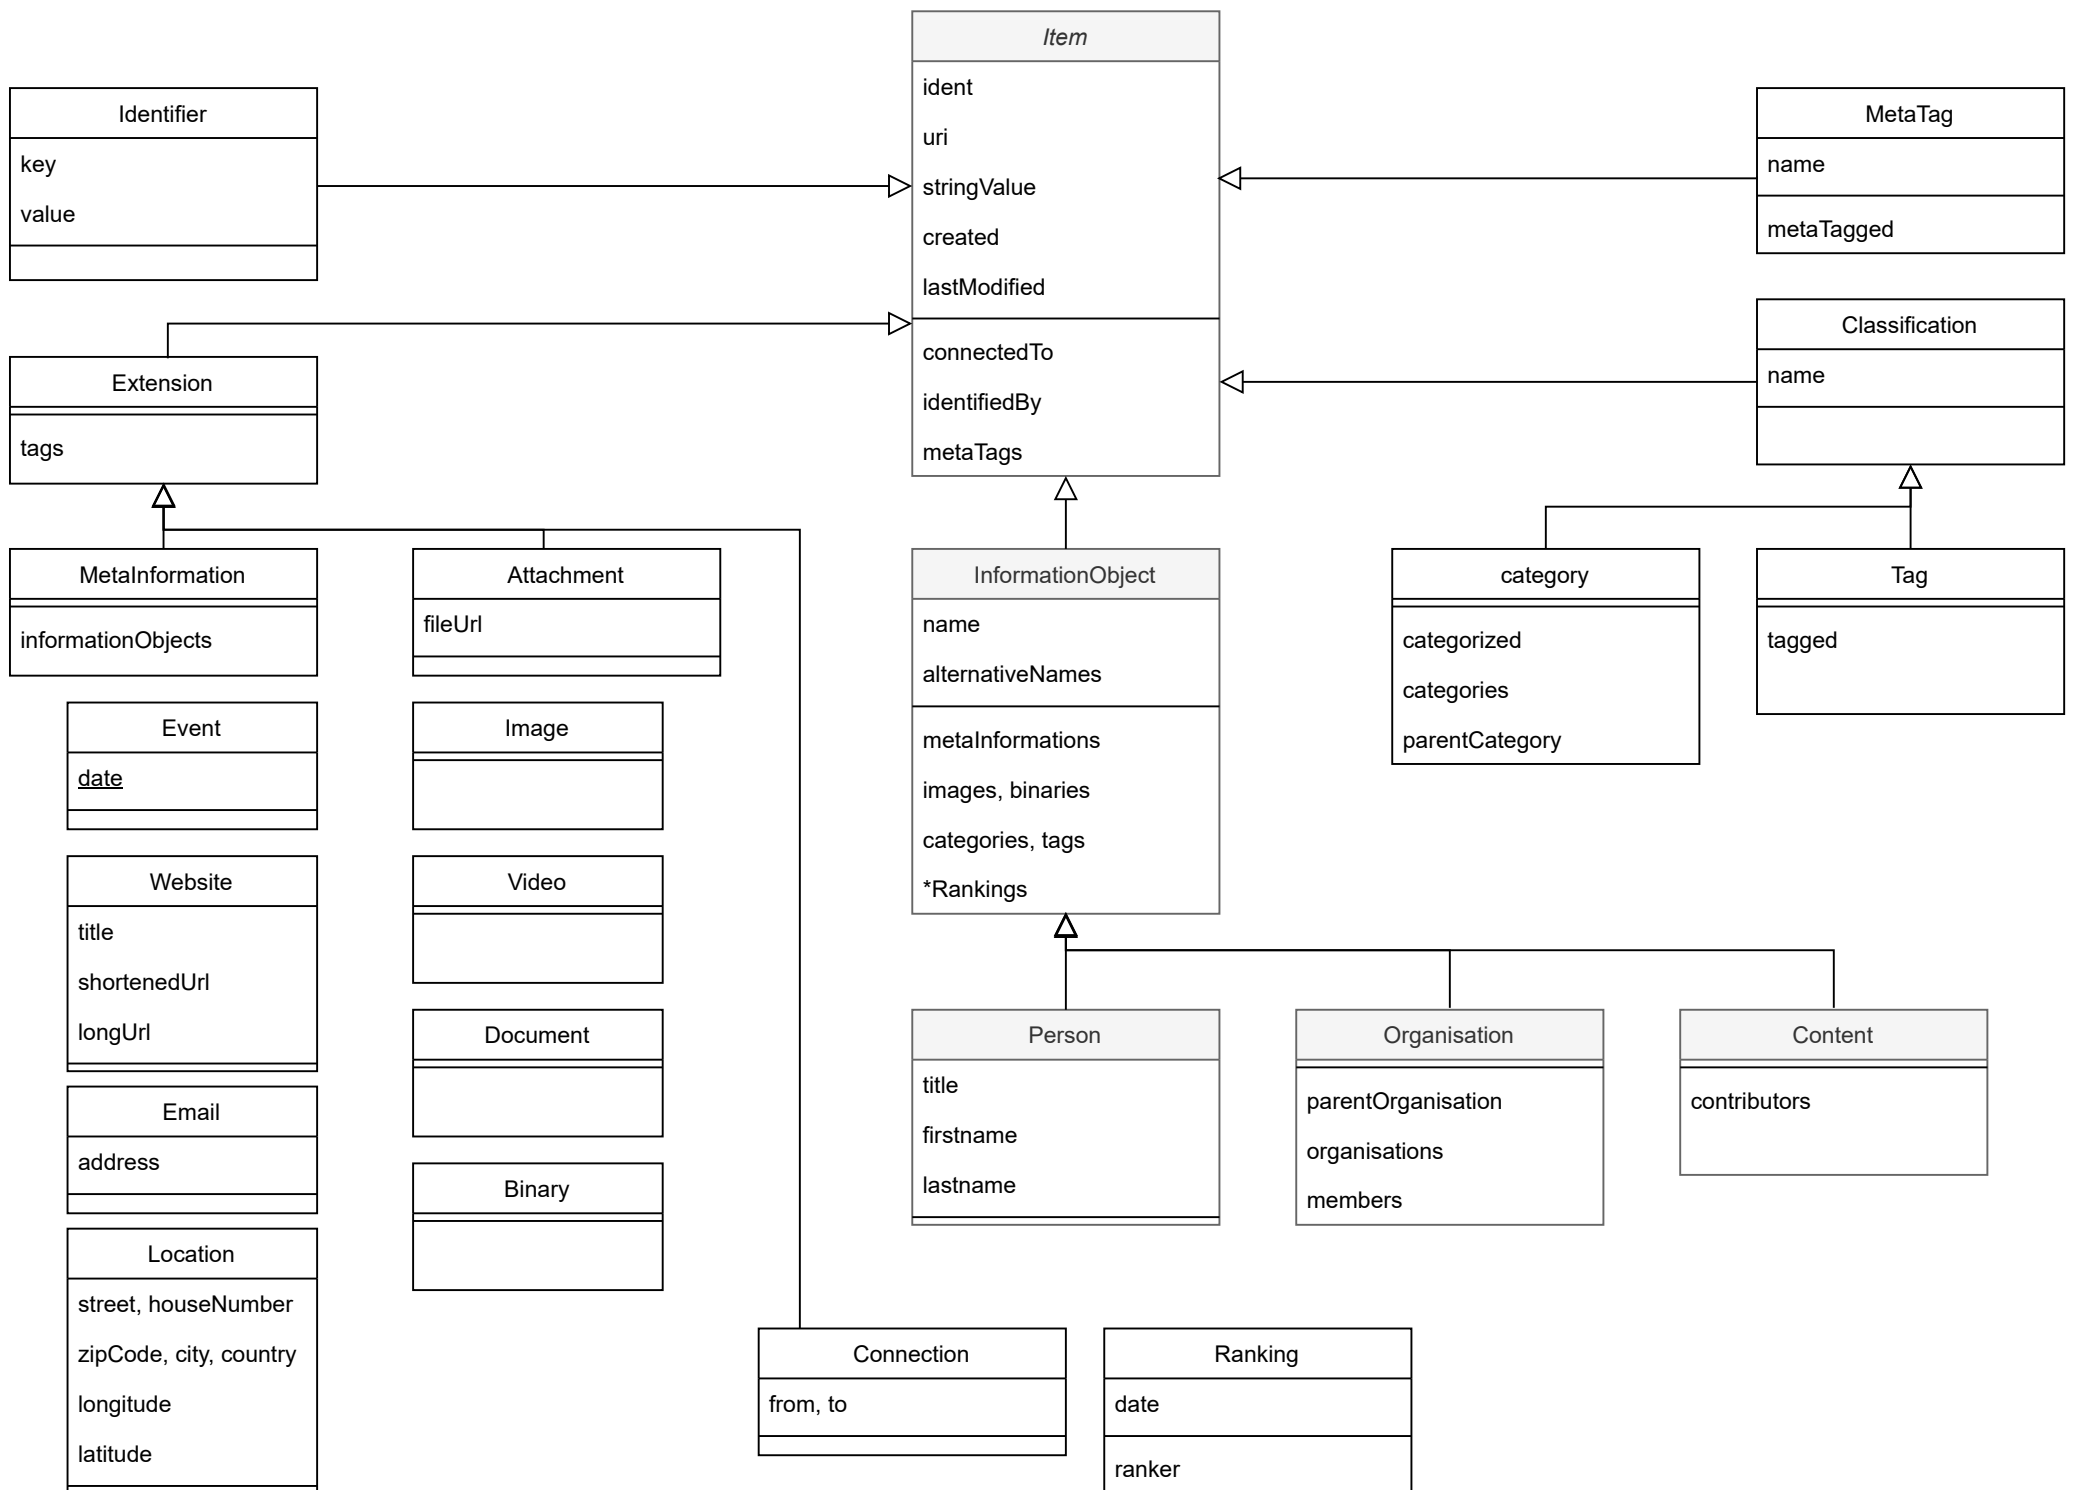 Item
ident
uri
stringValue
created
lastModified
connectedTo
identifiedBy
metaTags
Identifier
key
value
MetaTag
name
metaTagged
Extension
tags
Classification
name
MetaInformation
informationObjects
Attachment
fileUrl
InformationObject
name
alternativeNames
metaInformations
images, binaries
categories, tags
*Rankings
category
categorized
categories
parentCategory
Tag
tagged
Event
date
Image
Website
title
shortenedUrl
longUrl
Video
Email
address
Document
Binary
Location
street, houseNumber
zipCode, city, country
longitude
latitude
Person
title
firstname
lastname
Organisation
parentOrganisation
organisations
members
Content
contributors
Connection
from, to
Ranking
date
ranker